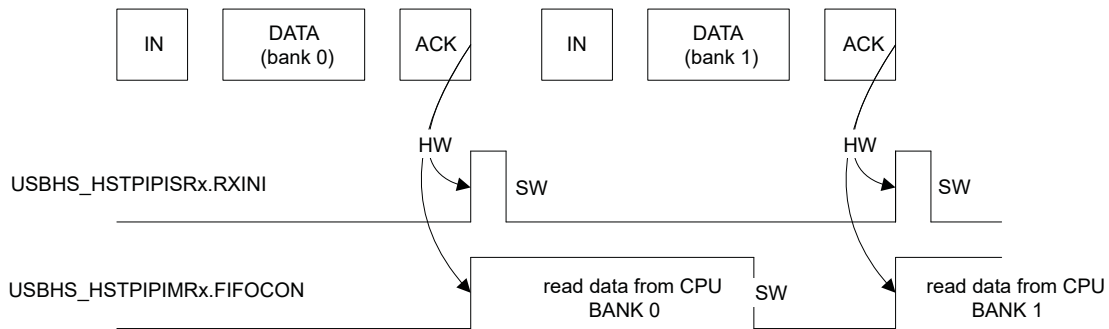 IN
DATA
(bank 0)
ACK
IN
DATA
(bank 1)
ACK
HW
HW
USBHS_HSTPIPISRx.RXINI
SW
SW
USBHS_HSTPIPIMRx.FIFOCON
read data from CPU
BANK 0
SW
read data from CPU
BANK 1